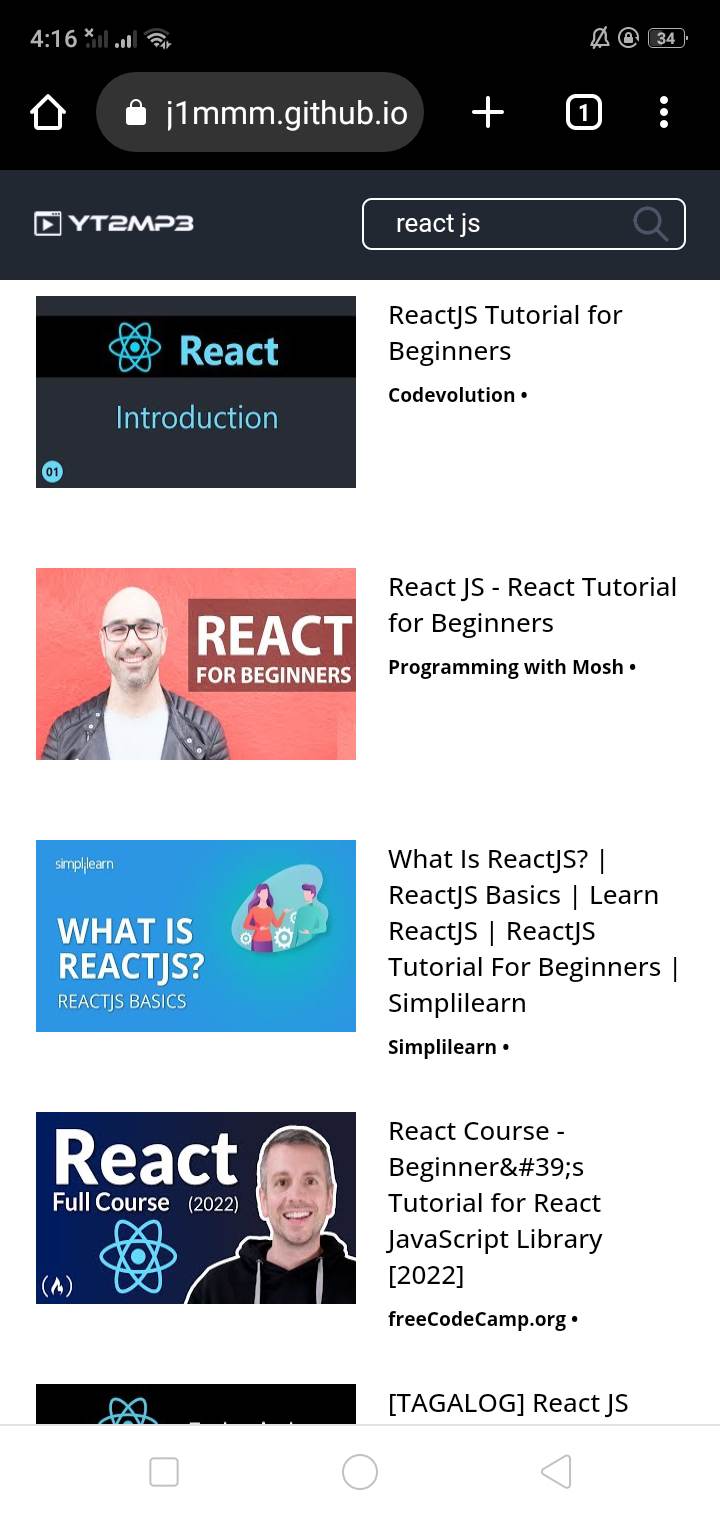 4:16
34
j1mmm.github.io
1
YT2MP3
react js
React
Introduction
01
ReactJS Tutorial for
Beginners
Codevolution •
REACT
FOR BEGINNERS
React JS - React Tutorial
for Beginners
Programming with Mosh •
simplilearn
WHAT IS
REACTJS?
REACTJS BASICS
What Is ReactJS? |
ReactJS Basics | Learn
ReactJS | ReactJS
Tutorial For Beginners |
Simplilearn
Simplilearn •
React
Full Course (2022)
React Course -
Beginner&#39;s
Tutorial for React
JavaScript Library
[2022]
freeCodeCamp.org •
[TAGALOG] React JS